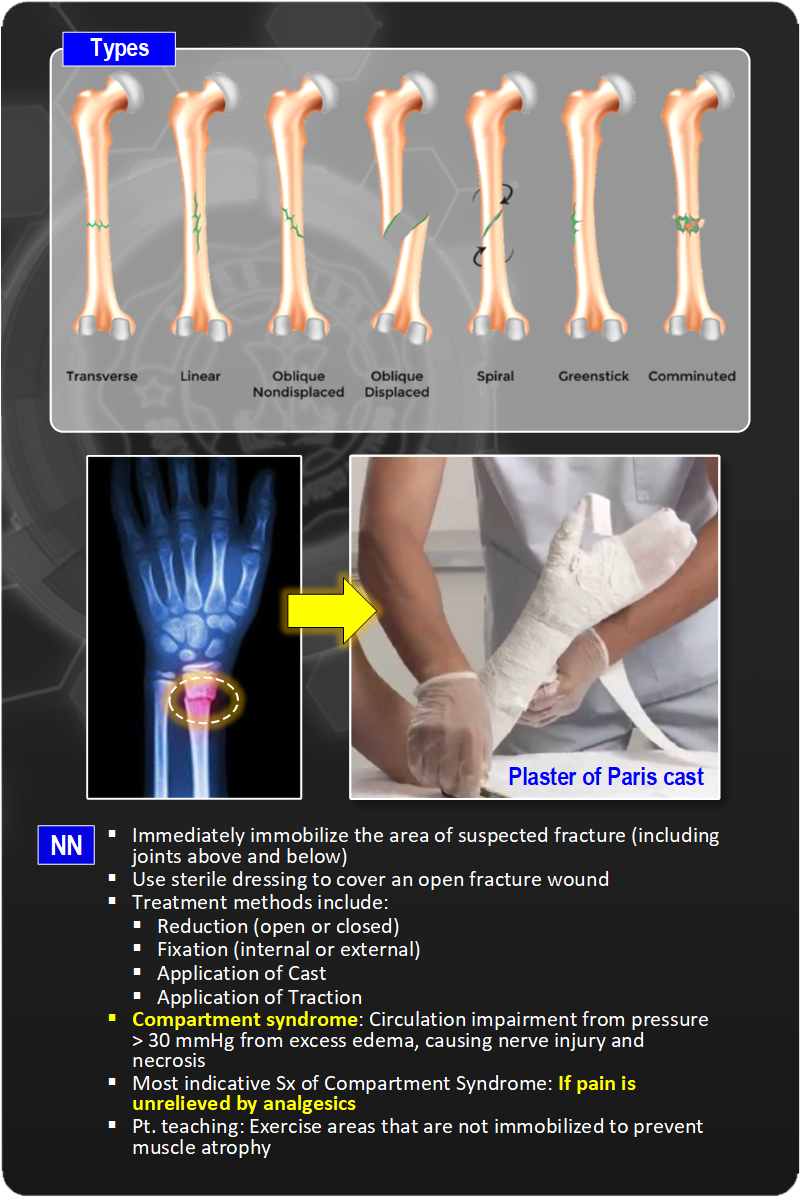 Types
Transverse
Linear
Oblique
Nondisplaced
Oblique
Displaced
Spiral
Greenstick
Comminuted
Plaster of Paris cast
NN
▪ Immediately immobilize the area of suspected fracture (including
joints above and below)
▪ Use sterile dressing to cover an open fracture wound
▪ Treatment methods include:
▪ Reduction (open or closed)
▪ Fixation (internal or external)
▪ Application of Cast
▪ Application of Traction
▪ Compartment syndrome: Circulation impairment from pressure
> 30 mmHg from excess edema, causing nerve injury and
necrosis
▪ Most indicative Sx of Compartment Syndrome: If pain is
unrelieved by analgesics
▪ Pt. teaching: Exercise areas that are not immobilized to prevent
muscle atrophy